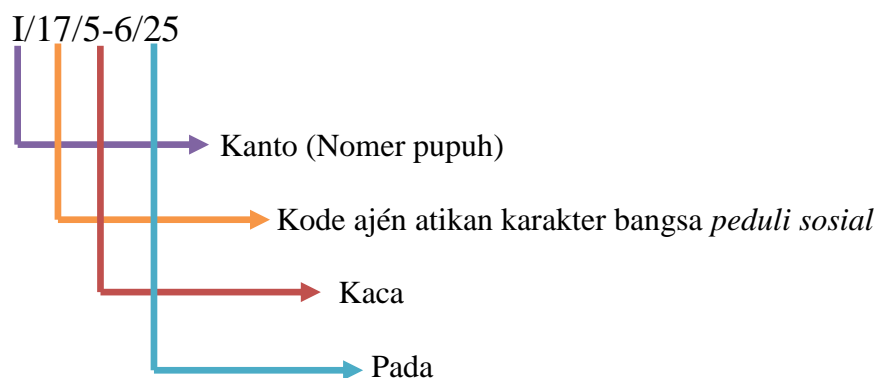 I/17/5-6/25
Kanto (Nomer pupuh)
Kode ajén atikan karakter bangsa peduli sosial
Kaca
Pada